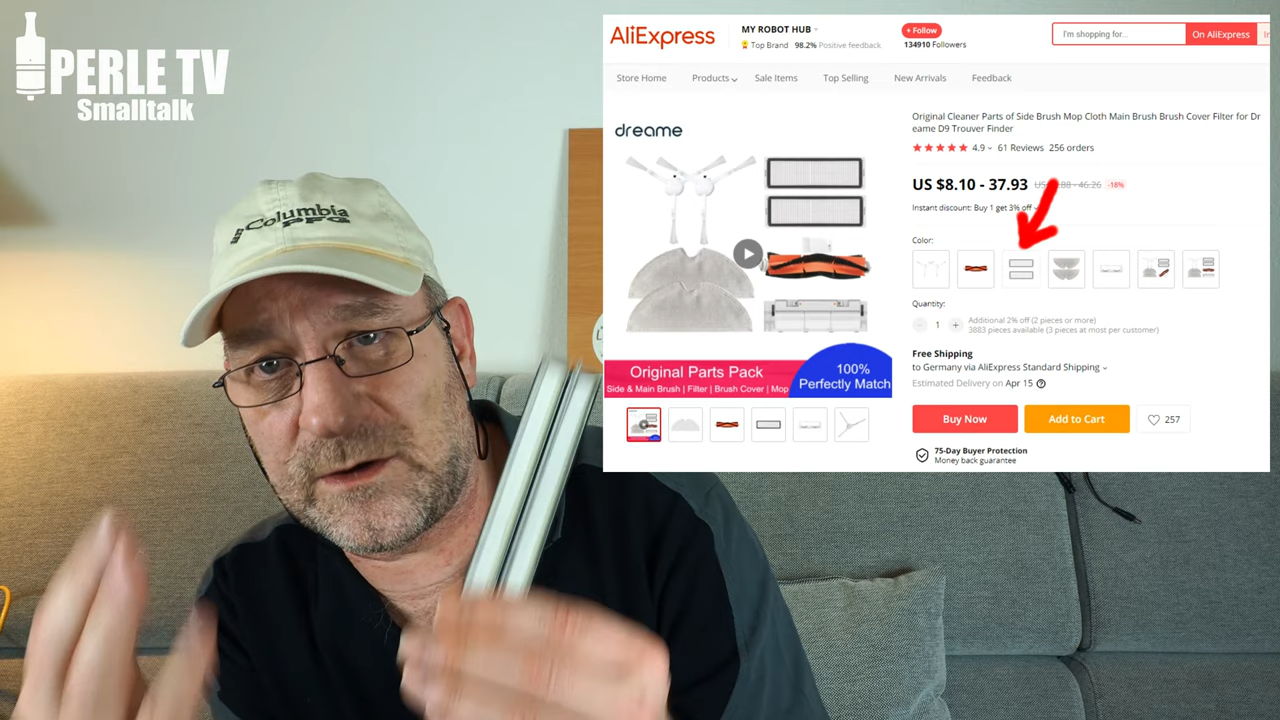 PERLE TV
Smalltalk
Columbia
PFG
AliExpress
MY ROBOT HUB
Top Brand 98.2% Positive feedback
+ Follow
134910 Followers
I'm shopping for...
On AliExpress
In
Store Home
Products
Sale Items
Top Selling
New Arrivals
Feedback
dreame
Original Parts Pack
Side & Main Brush | Filter | Brush Cover | Mop
100%
Perfectly Match
Original Cleaner Parts of Side Brush Mop Cloth Main Brush Brush Cover Filter for Dr
eame D9 Trouver Finder
4.9 61 Reviews 256 orders
US $8.10 - 37.93
- 46.26 -18%
Instant discount: Buy 1 get 3% off
Color:
Quantity:
1
Additional 2% off (2 pieces or more)
3883 pieces available (3 pieces at most per customer)
Free Shipping
to Germany via AliExpress Standard Shipping
Estimated Delivery on Apr 15
Buy Now
Add to Cart
257
75-Day Buyer Protection
Money back guarantee